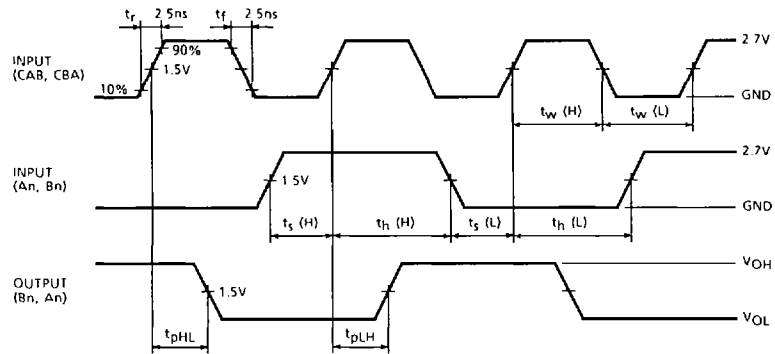 tr 2.5ns tf 2.5ns
INPUT
(CAB, CBA)
10%
90%
1.5V
2.7V
GND
tw (H) tw (L)
INPUT
(An, Bn)
1.5V
2.7V
GND
ts (H) th (H) ts (L) th (L)
OUTPUT
(Bn, An)
1.5V
VOH
VOL
tpHL tpLH